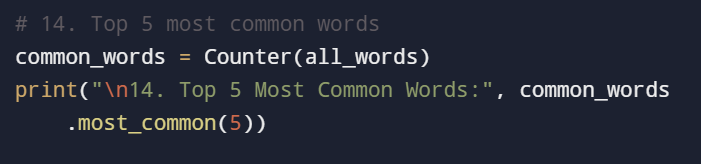 # 14. Top 5 most common words
common_words = Counter(all_words)
print("\n14. Top 5 Most Common Words:", common_words
    .most_common(5))